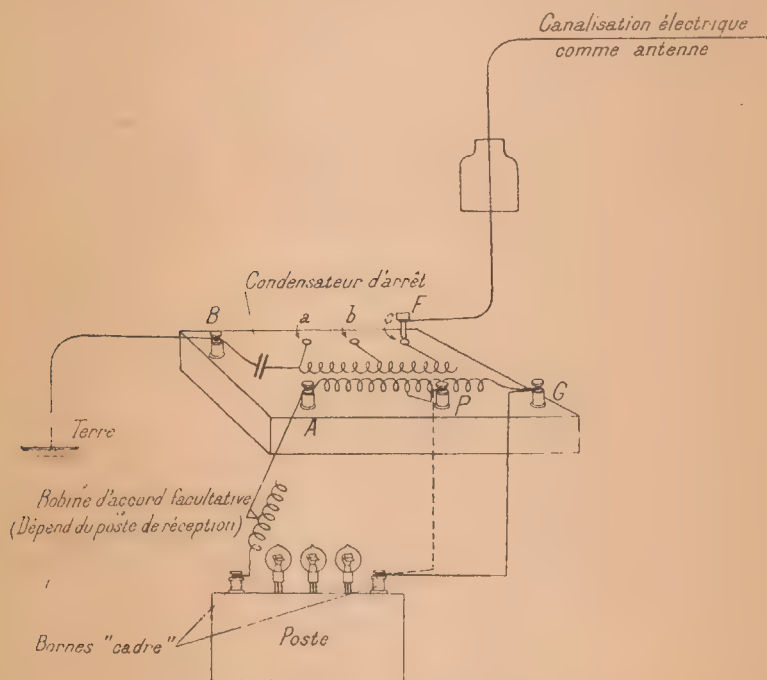 Canalisation électrique
comme antenne
Condensateur d'arrêt
B
a
b
c
F
A
P
G
Terre
Bobine d'accord facultative
(Dépend du poste de réception)
Bornes "cadre"
Poste